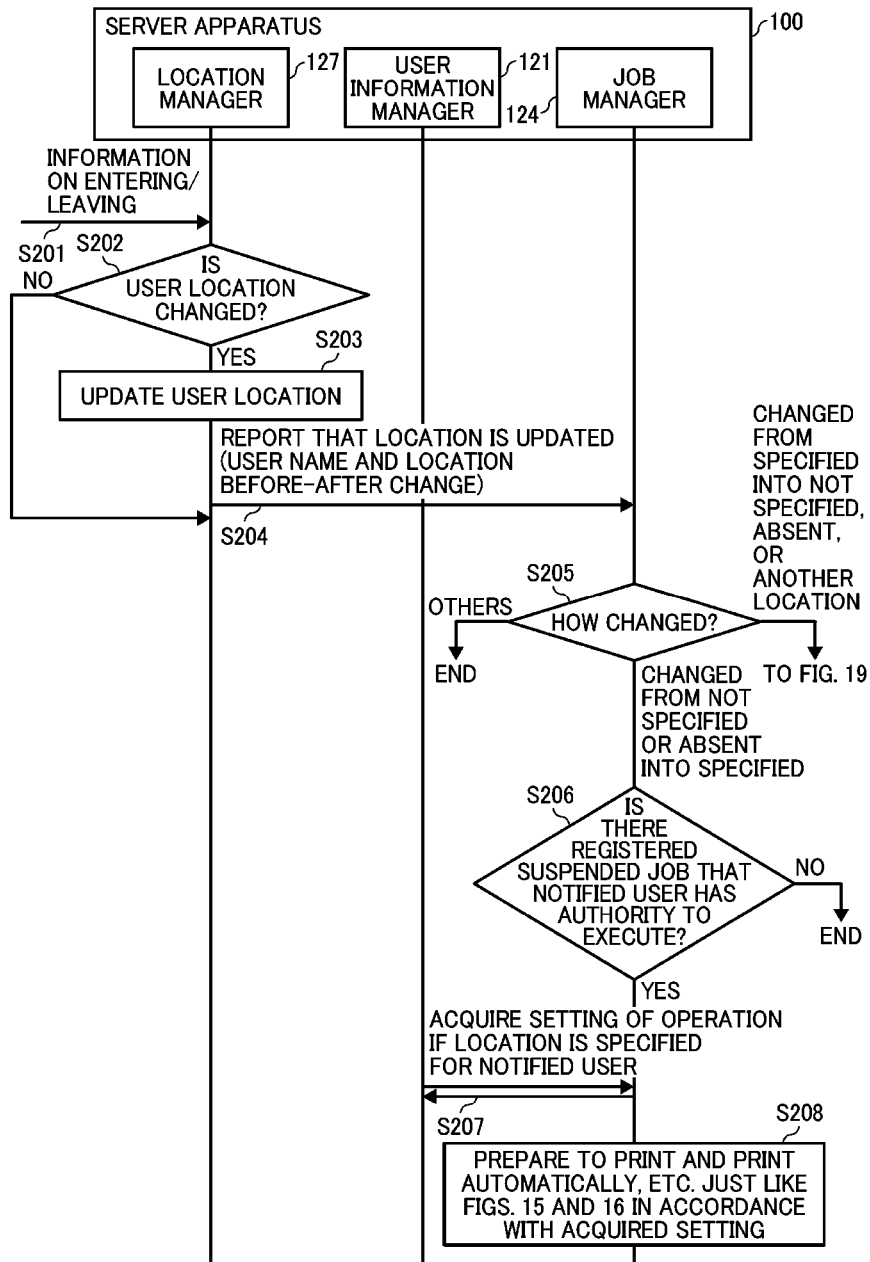 SERVER APPARATUS
100
LOCATION
MANAGER
127
USER
INFORMATION
MANAGER
121
JOB
MANAGER
124
INFORMATION
ON ENTERING/
LEAVING
S201
S202
IS
USER LOCATION
CHANGED?
NO
YES
S203
UPDATE USER LOCATION
REPORT THAT LOCATION IS UPDATED
(USER NAME AND LOCATION
BEFORE-AFTER CHANGE)
S204
CHANGED
FROM
SPECIFIED
INTO NOT
SPECIFIED,
ABSENT,
OR
ANOTHER
LOCATION
S205
OTHERS
HOW CHANGED?
END
TO FIG. 19
CHANGED
FROM NOT
SPECIFIED
OR ABSENT
INTO SPECIFIED
S206
IS
THERE
REGISTERED
SUSPENDED JOB THAT
NOTIFIED USER HAS
AUTHORITY TO
EXECUTE?
NO
END
YES
ACQUIRE SETTING OF OPERATION
IF LOCATION IS SPECIFIED
FOR NOTIFIED USER
S207
S208
PREPARE TO PRINT AND PRINT
AUTOMATICALLY, ETC. JUST LIKE
FIGS. 15 AND 16 IN ACCORDANCE
WITH ACQUIRED SETTING